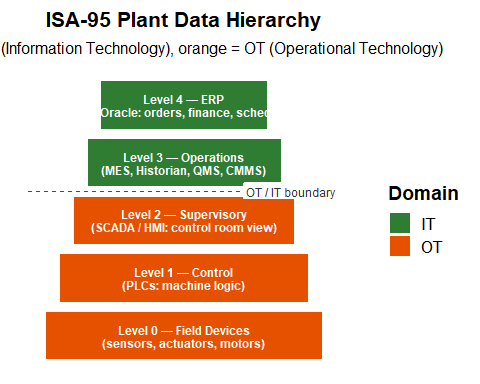 ISA-95 Plant Data Hierarchy
(Information Technology), orange = OT (Operational Technology)
Level 4 — ERP
Oracle: orders, finance,
Level 3 — Operations
(MES, Historian, QMS, CMMS)
OT / IT boundary
Level 2 — Supervisory
(SCADA / HMI: control room view)
Level 1 — Control
(PLCs: machine logic)
Level 0 — Field Devices
(sensors, actuators, motors)
Domain
IT
OT